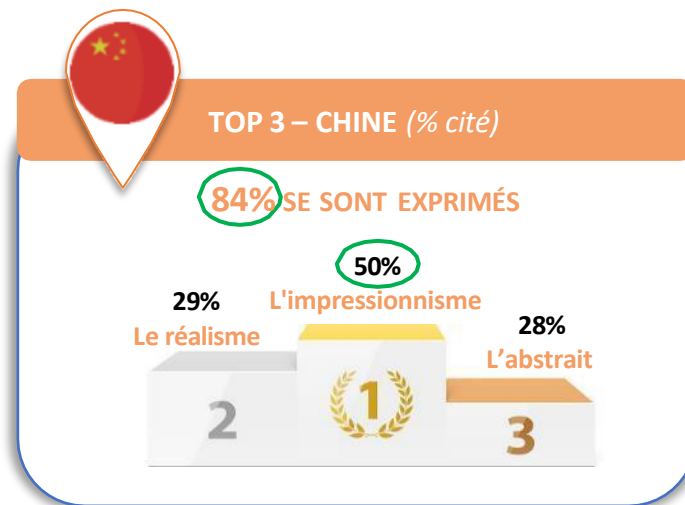 TOP 3 – CHINE (% cité)
84% SE SONT EXPRIMÉS
50%
L'impressionnisme
29%
Le réalisme
28%
L’abstrait
2
1
3